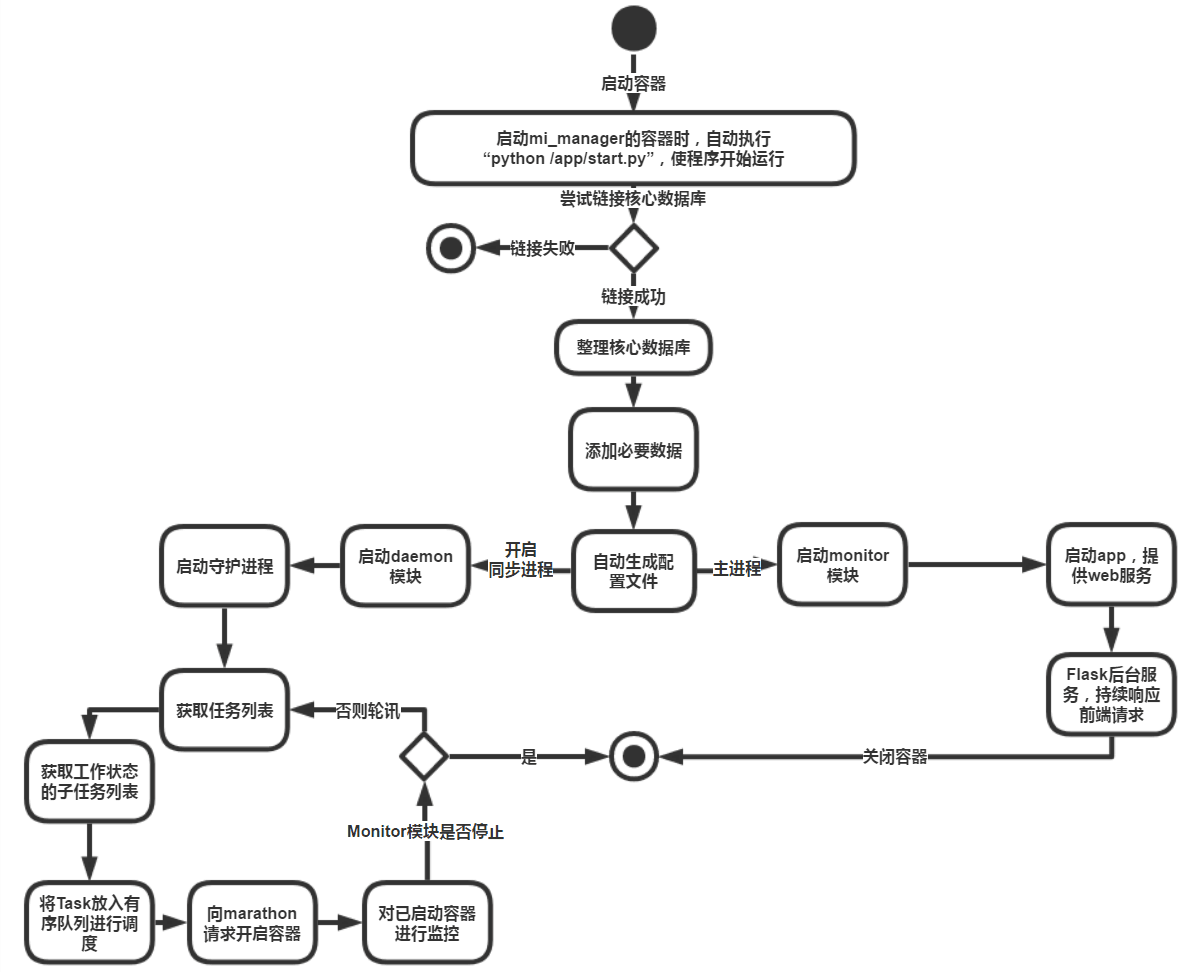 启动容器
启动mi_manager的容器时，自动执行
“python /app/start.py”，使程序开始运行
尝试链接核心数据库
链接失败
链接成功
整理核心数据库
添加必要数据
启动守护进程
启动daemon
模块
开启
同步进程
自动生成配
置文件
主进程
启动monitor
模块
启动app，提
供web服务
获取任务列表
否则轮讯
Flask后台服
务，持续响应
前端请求
获取工作状态
的子任务列表
是
关闭容器
Monitor模块是否停止
将Task放入有
序队列进行调
度
向marathon
请求开启容器
对已启动容器
进行监控